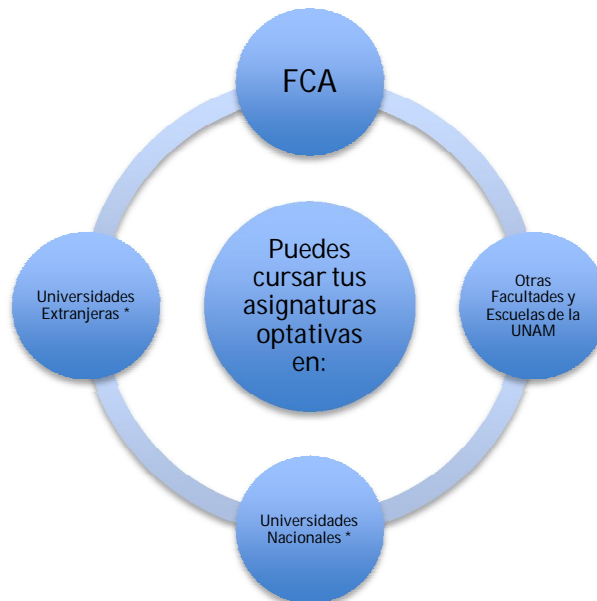 FCA
Puedes
cursar tus
asignaturas
optativas
en:
Otras
Facultades y
Escuelas de la
UNAM
Universidades
Nacionales *
Universidades
Extranjeras *